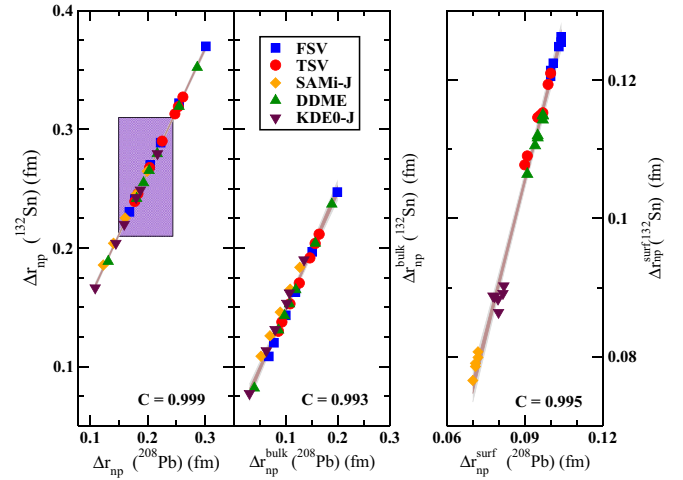 0.4
0.3
0.2
0.1
Δr_np (^132Sn) (fm)
C = 0.999
0.1 0.2 0.3
Δr_np (^208Pb) (fm)
FSV
TSV
SAMi-J
DDME
KDE0-J
C = 0.993
0.1 0.2 0.3
Δr_np^bulk (^208Pb) (fm)
Δr_np^bulk (^132Sn) (fm)
C = 0.995
0.06 0.09 0.12
Δr_np^surf (^208Pb) (fm)
0.12
0.1
0.08
Δr_np^surf,132Sn) (fm)